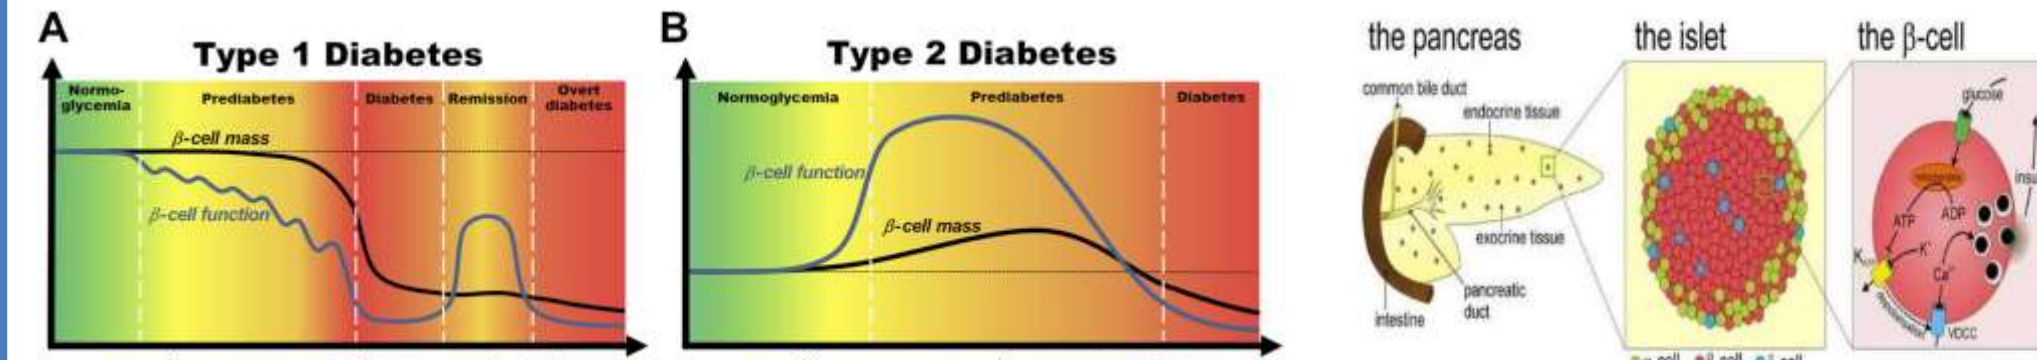 A
Type 1 Diabetes
Normo-
glycemia
Prediabetes
Diabetes
Remission
Overt
diabetes
β-cell mass
β-cell function
B
Type 2 Diabetes
Normoglycemia
Prediabetes
Diabetes
β-cell function
β-cell mass
the pancreas
common bile duct
endocrine tissue
exocrine tissue
pancreatic
duct
intestine
the islet
the β-cell
glucose
ATP
ADP
K⁺
Ca²⁺
VDCC